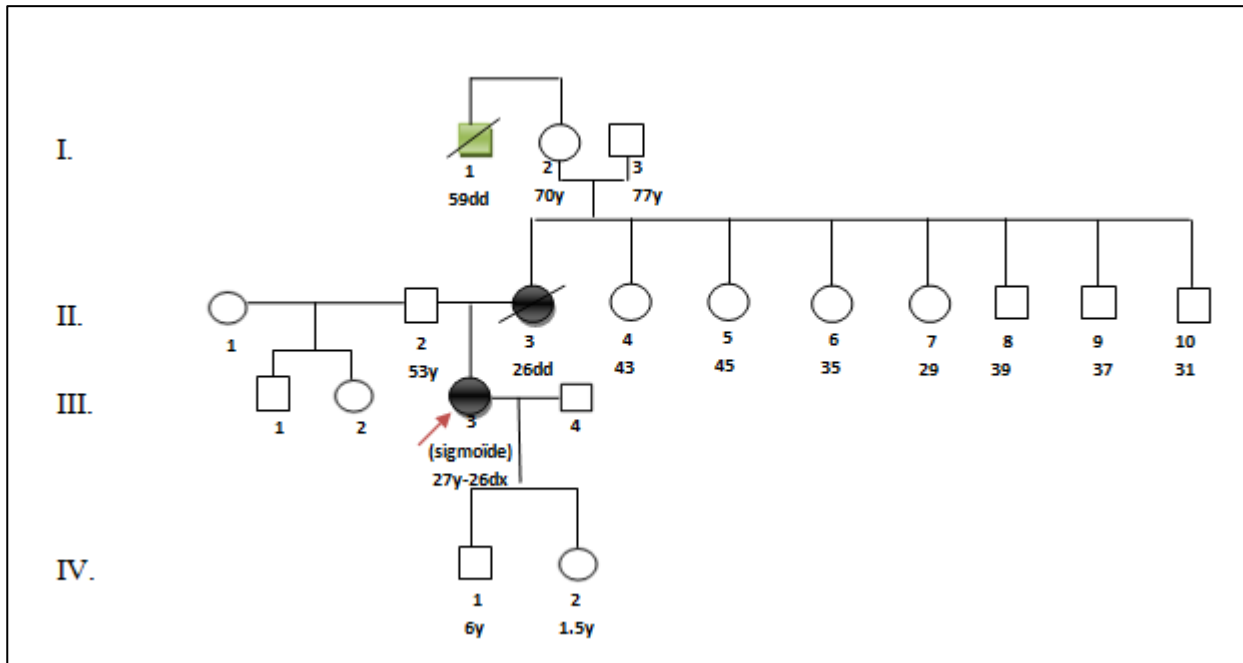 I.
1 2 3
59dd 70y 77y
II.
1 2 3 4 5 6 7 8 9 10
53y 26dd 43 45 35 29 39 37 31
III.
1 2 3 4
(sigmoïde)
27y-26dx
IV.
1 2
6y 1.5y